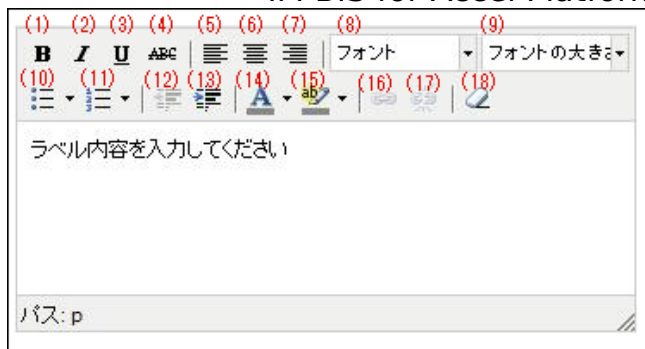 (1) (2) (3) (4) (5) (6) (7) (8) (9)
B I U ABC フォント フォントの大きさ
(10) (11) (12) (13) (14) (15) (16) (17) (18)
A ab
ラベル内容を入力してください
パス: p